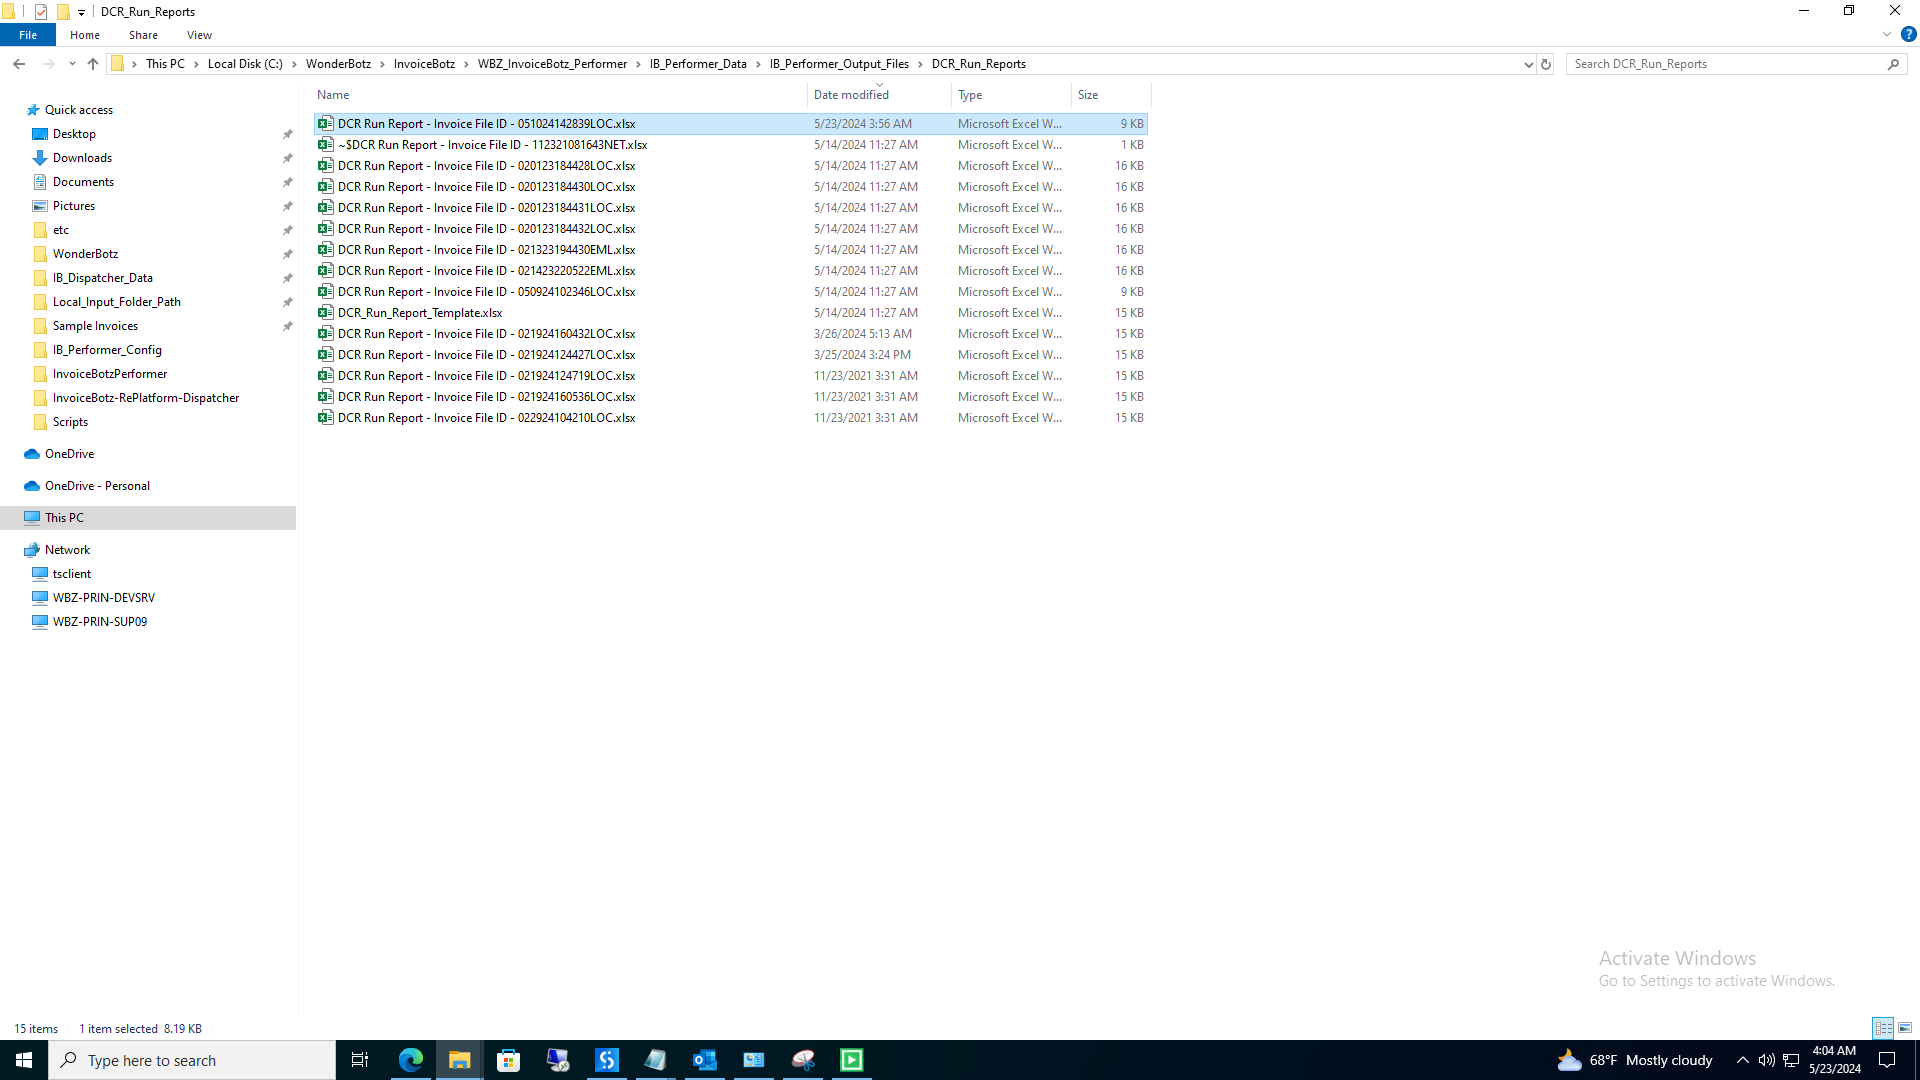 DCR_Run_Reports
File Home Share View
This PC Local Disk (C:) WonderBotz InvoiceBotz WBZ_InvoiceBotz_Performer IB_Performer_Data IB_Performer_Output_Files DCR_Run_Reports
Search DCR_Run_Reports
Quick access
Desktop
Downloads
Documents
Pictures
etc
WonderBotz
IB_Dispatcher_Data
Local_Input_Folder_Path
Sample Invoices
IB_Performer_Config
InvoiceBotzPerformer
InvoiceBotz-RePlatform-Dispatcher
Scripts
OneDrive
OneDrive - Personal
This PC
Network
tsclient
WBZ-PRIN-DEVSRV
WBZ-PRIN-SUP09
Name Date modified Type Size
DCR Run Report - Invoice File ID - 051024142839LOC.xlsx 5/23/2024 3:56 AM Microsoft Excel W... 9 KB
~$DCR Run Report - Invoice File ID - 112321081643NET.xlsx 5/14/2024 11:27 AM Microsoft Excel W... 1 KB
DCR Run Report - Invoice File ID - 020123184428LOC.xlsx 5/14/2024 11:27 AM Microsoft Excel W... 16 KB
DCR Run Report - Invoice File ID - 020123184430LOC.xlsx 5/14/2024 11:27 AM Microsoft Excel W... 16 KB
DCR Run Report - Invoice File ID - 020123184431LOC.xlsx 5/14/2024 11:27 AM Microsoft Excel W... 16 KB
DCR Run Report - Invoice File ID - 020123184432LOC.xlsx 5/14/2024 11:27 AM Microsoft Excel W... 16 KB
DCR Run Report - Invoice File ID - 021323194430EML.xlsx 5/14/2024 11:27 AM Microsoft Excel W... 16 KB
DCR Run Report - Invoice File ID - 021423220522EML.xlsx 5/14/2024 11:27 AM Microsoft Excel W... 16 KB
DCR Run Report - Invoice File ID - 050924102346LOC.xlsx 5/14/2024 11:27 AM Microsoft Excel W... 9 KB
DCR_Run_Report_Template.xlsx 5/14/2024 11:27 AM Microsoft Excel W... 15 KB
DCR Run Report - Invoice File ID - 021924160432LOC.xlsx 3/26/2024 5:13 AM Microsoft Excel W... 15 KB
DCR Run Report - Invoice File ID - 021924124427LOC.xlsx 3/25/2024 3:24 PM Microsoft Excel W... 15 KB
DCR Run Report - Invoice File ID - 021924124719LOC.xlsx 11/23/2021 3:31 AM Microsoft Excel W... 15 KB
DCR Run Report - Invoice File ID - 021924160536LOC.xlsx 11/23/2021 3:31 AM Microsoft Excel W... 15 KB
DCR Run Report - Invoice File ID - 022924104210LOC.xlsx 11/23/2021 3:31 AM Microsoft Excel W... 15 KB
Activate Windows
Go to Settings to activate Windows.
15 items 1 item selected 8.19 KB
Type here to search
68°F Mostly cloudy
4:04 AM
5/23/2024